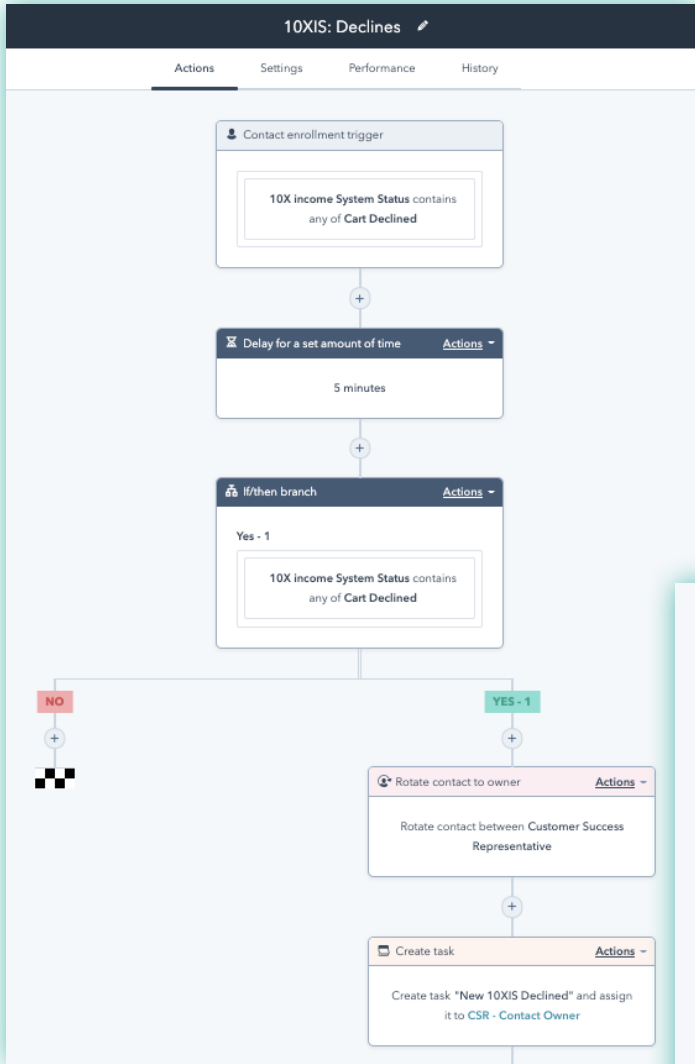 10XIS: Declines
Actions Settings Performance History
Contact enrollment trigger
10X income System Status contains
any of Cart Declined
+
Delay for a set amount of time Actions
5 minutes
+
If/then branch Actions
Yes - 1
10X income System Status contains
any of Cart Declined
NO YES - 1
+ +
Rotate contact to owner Actions
Rotate contact between Customer Success
Representative
+
Create task Actions
Create task "New 10XIS Declined" and assign
it to CSR - Contact Owner